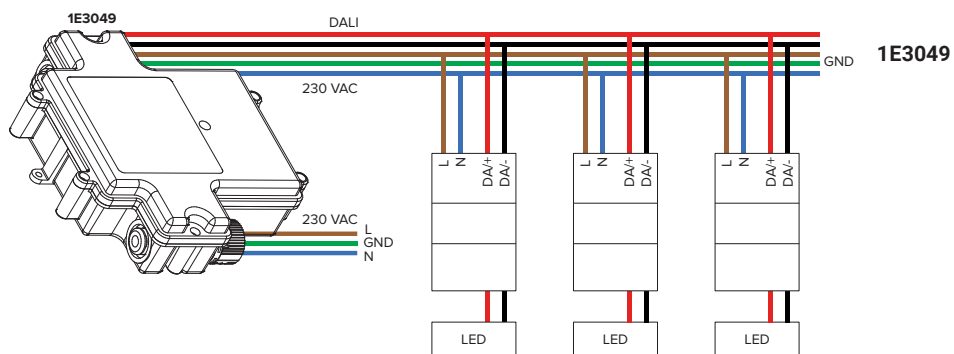 1E3049
DALI
1E3049
GND
230 VAC
L N DA/+ DA/-
L N DA/+ DA/-
L N DA/+ DA/-
230 VAC
L
GND
N
LED
LED
LED